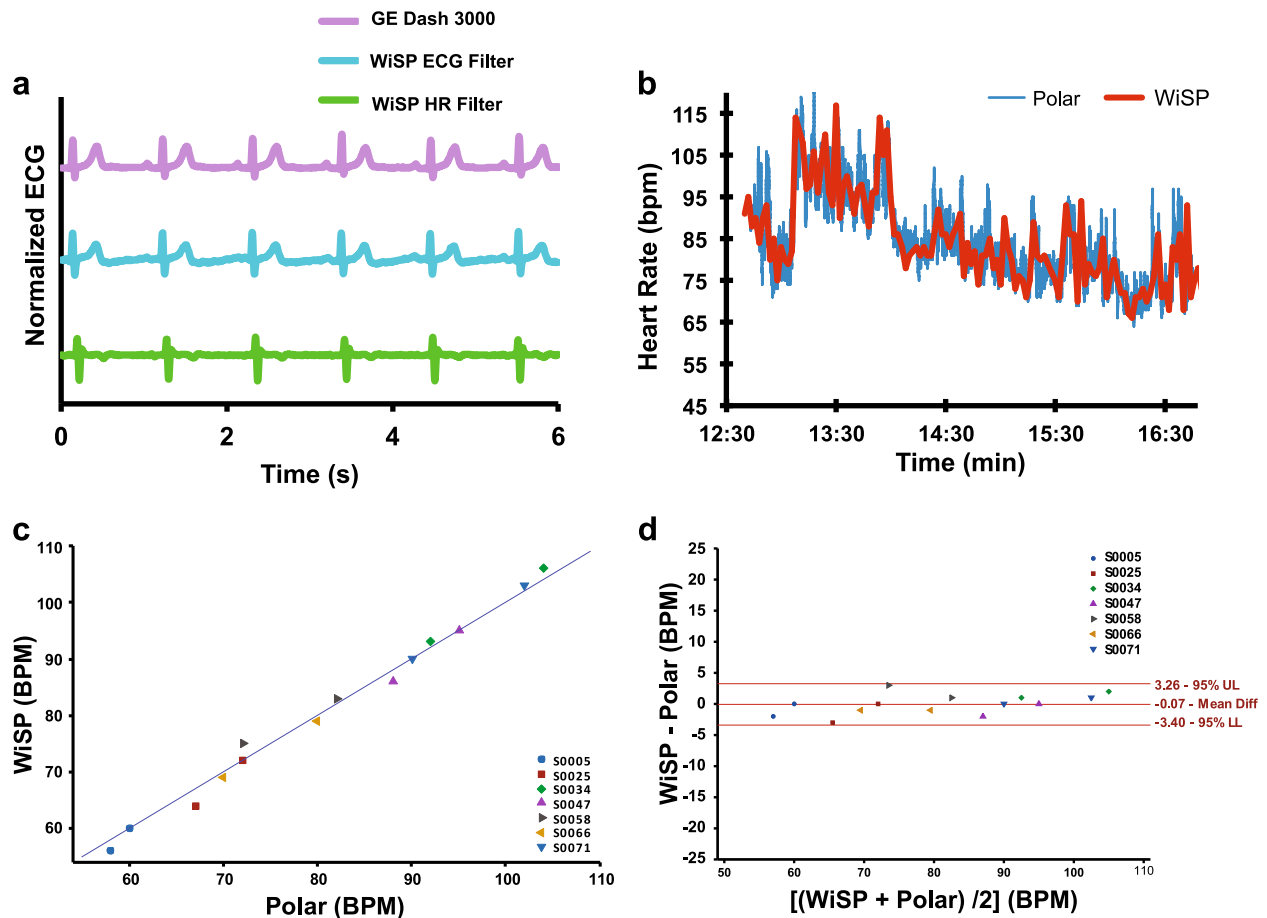 a
GE Dash 3000
WiSP ECG Filter
WiSP HR Filter
Normalized ECG
0 2 4 6
Time (s)
b
Polar WiSP
115
105
95
85
75
65
55
45
Heart Rate (bpm)
12:30 13:30 14:30 15:30 16:30
Time (min)
c
110
100
90
80
70
60
WiSP (BPM)
S0005
S0025
S0034
S0047
S0058
S0066
S0071
60 70 80 90 100 110
Polar (BPM)
d
25
20
15
10
5
0
-5
-10
-15
-20
-25
WiSP - Polar (BPM)
S0005
S0025
S0034
S0047
S0058
S0066
S0071
3.26 - 95% UL
-0.07 - Mean Diff
-3.40 - 95% LL
50 60 70 80 90 100 110
[(WiSP + Polar) /2] (BPM)